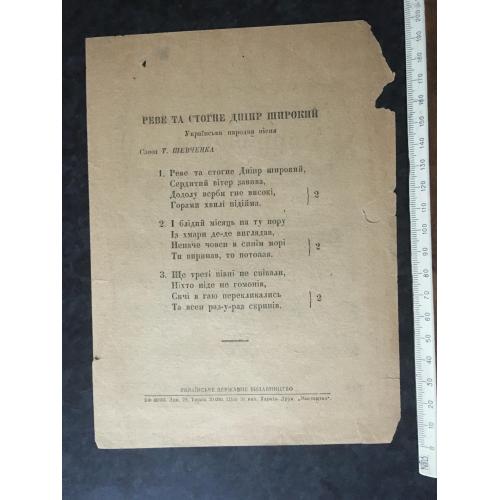 РЕВЕ ТА СТОГНЕ ДНІПР ШИРОКИЙ
Українська народня пісня
Слова Т. ШЕВЧЕНКА
1. Реве та стогне Дніпр широкий,
Сердитий вітер завива,
Додолу верби гне високі,
Горами хвилі підійма.
2
2. І блідий місяць на ту пору
Із хмари де-де виглядав,
Неначе човен в синім морі
То виринав, то потопав.
2
3. Ще треті півні не співали,
Ніхто ніде не гомонів,
Сичі в гаю перекликались
Та ясен раз-у-раз скрипів.
2
УКРАЇНСЬКЕ ДЕРЖАВНЕ ВИДАВНИЦТВО